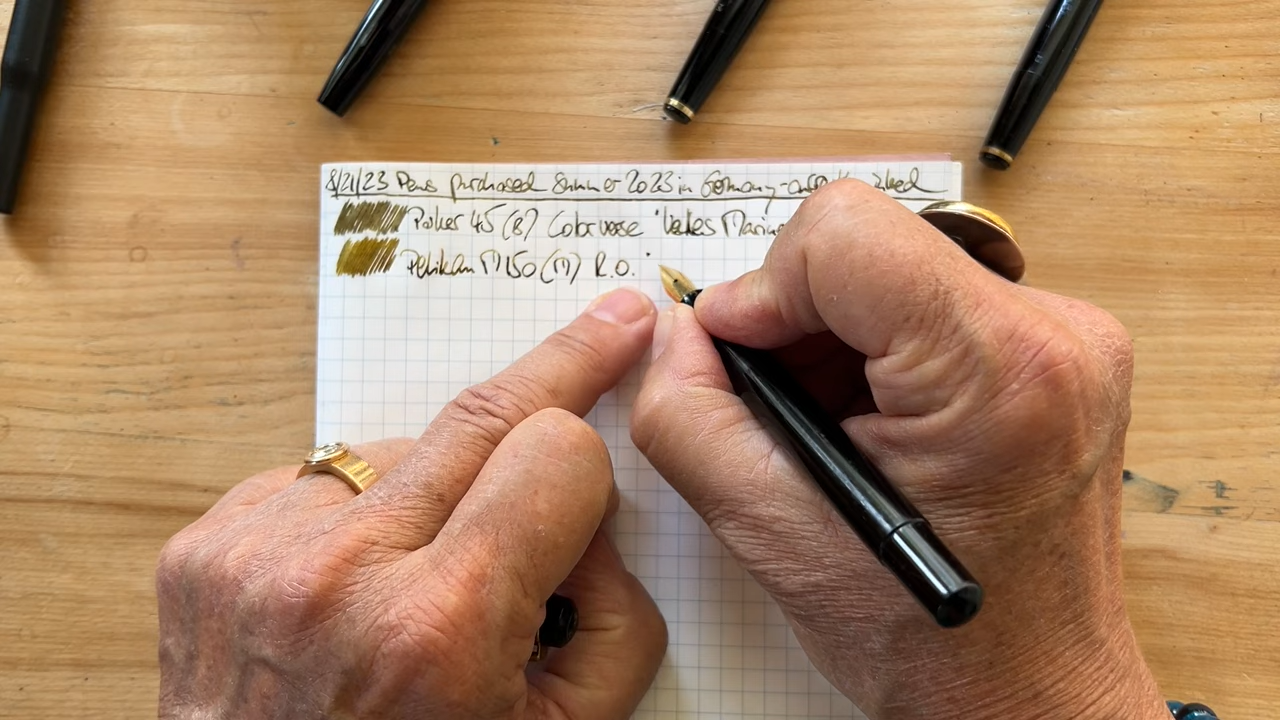 8/21/23 Pens purchased Summer 2023 in Germany-
Parker 45 (B) Colorverse "
Pelikan M150 (M) R.O. "